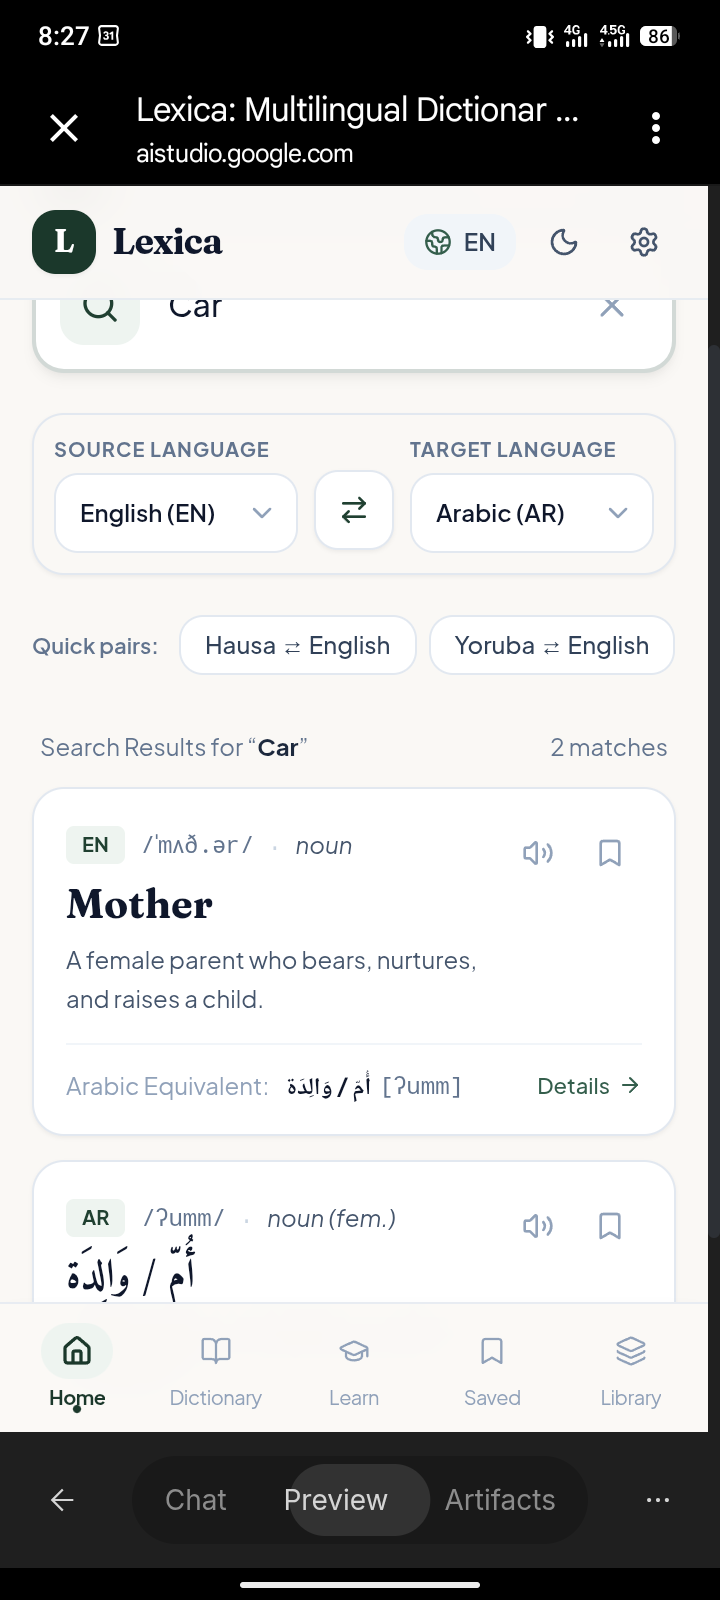 8:27 31 4G 4.5G 86
Lexica: Multilingual Dictionar ...
aistudio.google.com
L Lexica EN
Car
SOURCE LANGUAGE TARGET LANGUAGE
English (EN) Arabic (AR)
Quick pairs: Hausa ⇄ English Yoruba ⇄ English
Search Results for “Car” 2 matches
EN /ˈmʌð.ər/ · noun
Mother
A female parent who bears, nurtures,
and raises a child.
Arabic Equivalent: أُمّ / وَالِدَة [ʔumm] Details →
AR /ʔumm/ · noun (fem.)
أُمّ / وَالِدَة
Home Dictionary Learn Saved Library
Chat Preview Artifacts